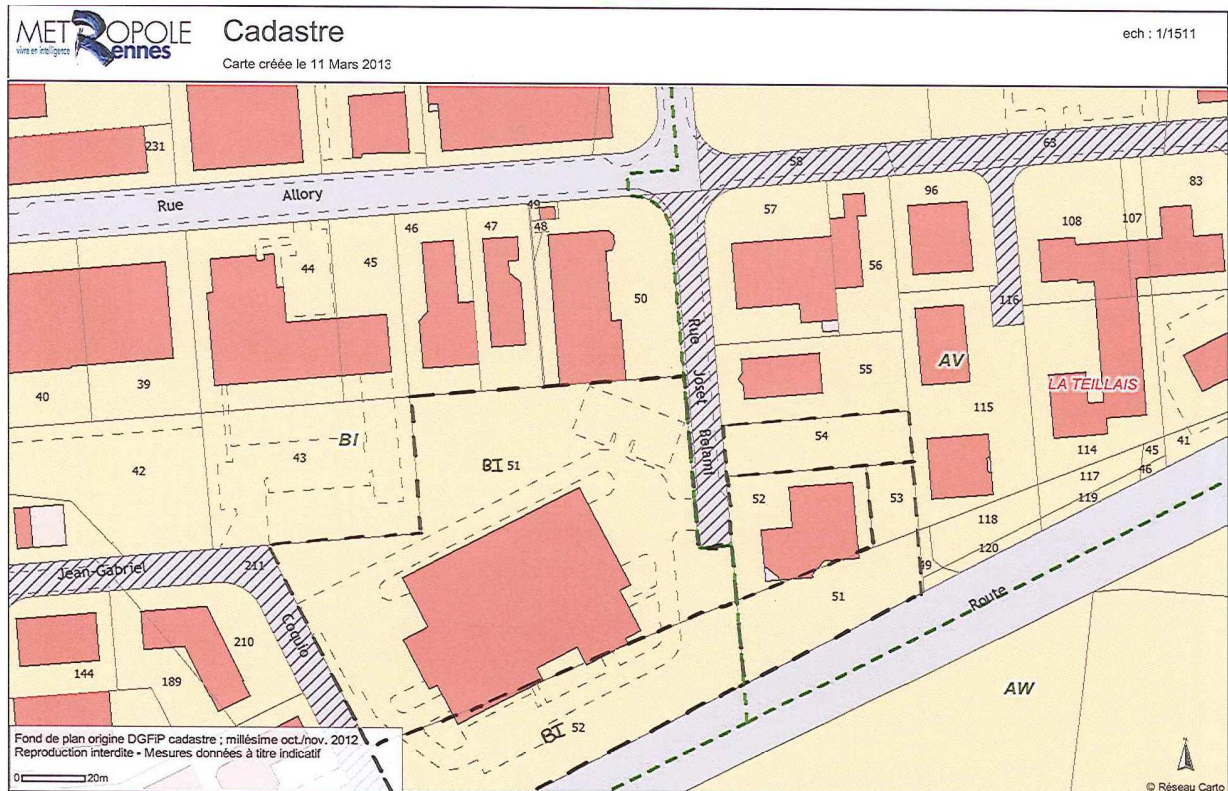 METROPOLE
Rennes
vivre en intelligence
Cadastre
Carte créée le 11 Mars 2013
ech : 1/1511
231
Rue
Allory
58
63
49
46
47
48
44
45
50
57
56
96
108
107
83
116
Rue
Joset
Belami
40
39
AV
LA TEILLAIS
55
115
42
43
BI
BI 51
54
114
45
41
117
46
119
52
53
118
120
49
51
Route
Jean-Gabriel
211
Coquio
210
144
189
BI 52
AW
Fond de plan origine DGFiP cadastre ; millésime oct./nov. 2012
Reproduction interdite - Mesures données à titre indicatif
0 20m
N
© Réseau Carto